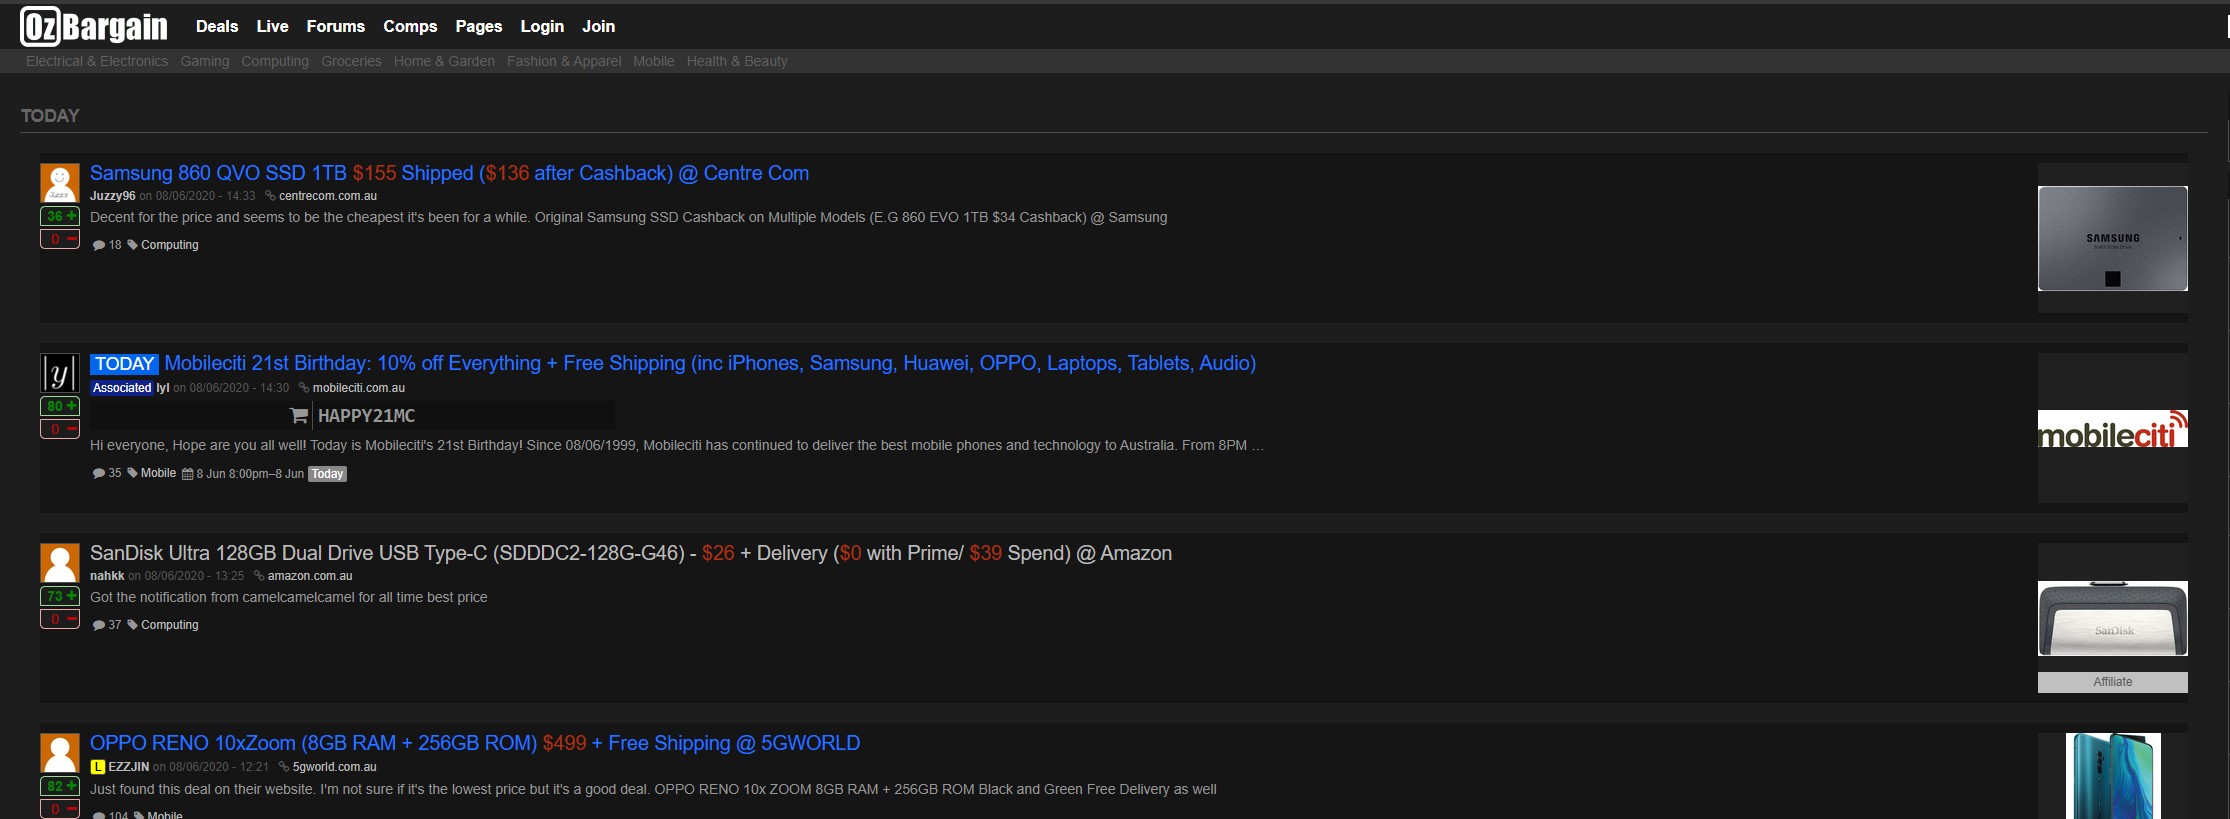 OzBargain Deals Live Forums Comps Pages Login Join
Electrical & Electronics Gaming Computing Groceries Home & Garden Fashion & Apparel Mobile Health & Beauty
TODAY
Samsung 860 QVO SSD 1TB $155 Shipped ($136 after Cashback) @ Centre Com
Juzzy96 on 08/06/2020 - 14:33 centrecom.com.au
36 +
Decent for the price and seems to be the cheapest it's been for a while. Original Samsung SSD Cashback on Multiple Models (E.G 860 EVO 1TB $34 Cashback) @ Samsung
0 −
18 Computing
SAMSUNG
Solid State Drive
TODAY Mobileciti 21st Birthday: 10% off Everything + Free Shipping (inc iPhones, Samsung, Huawei, OPPO, Laptops, Tablets, Audio)
|y|
Associated lyl on 08/06/2020 - 14:30 mobileciti.com.au
80 +
HAPPY21MC
0 −
Hi everyone, Hope are you all well! Today is Mobileciti's 21st Birthday! Since 08/06/1999, Mobileciti has continued to deliver the best mobile phones and technology to Australia. From 8PM …
35 Mobile 8 Jun 8:00pm–8 Jun Today
mobileciti
SanDisk Ultra 128GB Dual Drive USB Type-C (SDDDC2-128G-G46) - $26 + Delivery ($0 with Prime/ $39 Spend) @ Amazon
nahkk on 08/06/2020 - 13:25 amazon.com.au
73 +
Got the notification from camelcamelcamel for all time best price
0 −
37 Computing
SanDisk
Affiliate
OPPO RENO 10xZoom (8GB RAM + 256GB ROM) $499 + Free Shipping @ 5GWORLD
L EZZJIN on 08/06/2020 - 12:21 5gworld.com.au
82 +
Just found this deal on their website. I'm not sure if it's the lowest price but it's a good deal. OPPO RENO 10x ZOOM 8GB RAM + 256GB ROM Black and Green Free Delivery as well
0 −
104 Mobile